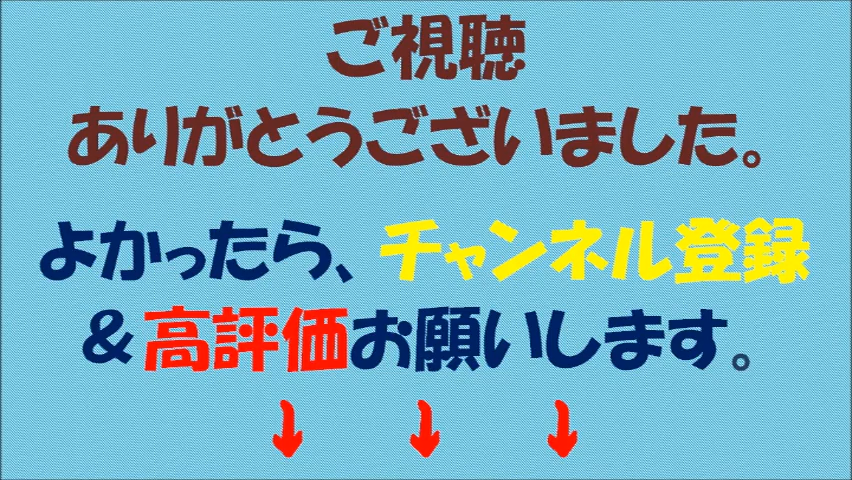 ご視聴
ありがとうございました。
よかったら、チャンネル登録
＆高評価お願いします。
↓ ↓ ↓